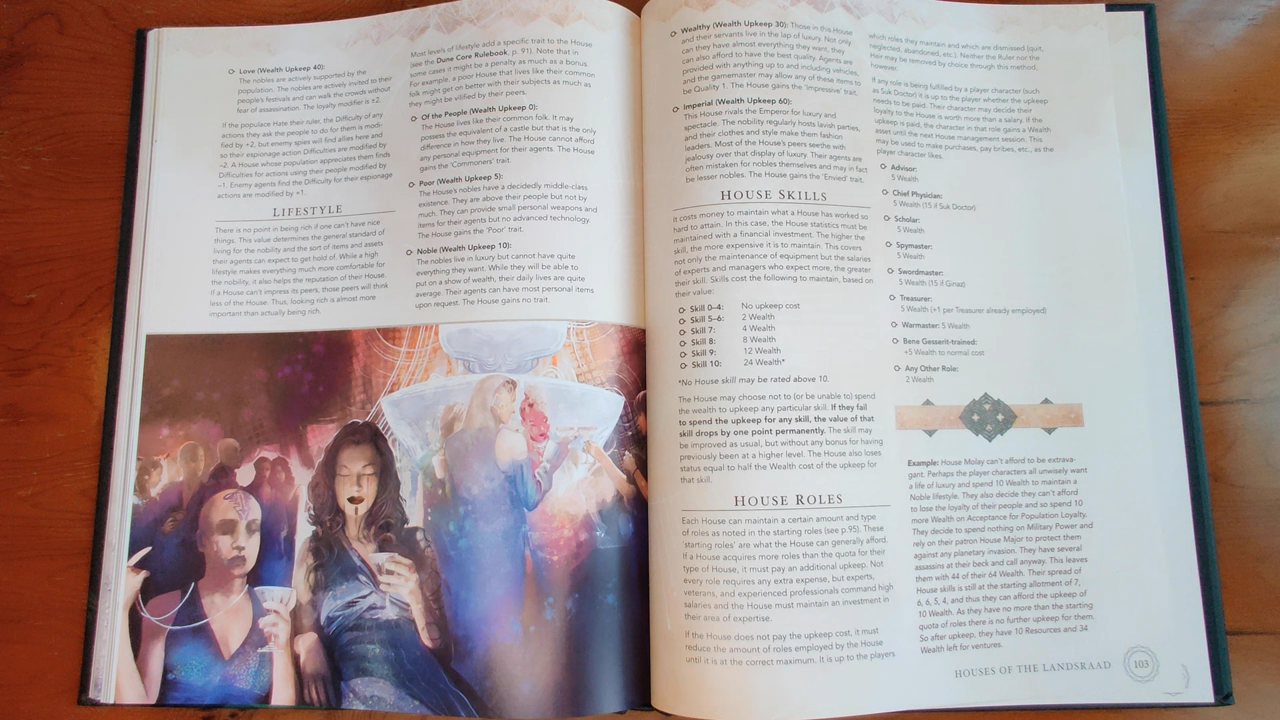 Love (Wealth Upkeep 40):
The nobles are actively supported by the
population. The nobles are actively invited to their
people's festivals and can walk the crowds without
fear of assassination. The loyalty modifier is ±2.
If the populace Hate their ruler, the Difficulty of any
actions they ask the people to do for them is modi-
fied by +2, but enemy spies will find allies here and
so their espionage action Difficulties are modified by
–2. A House whose population appreciates them finds
Difficulties for actions using their people modified by
–1. Enemy agents find the Difficulty for their espionage
actions are modified by +1.
LIFESTYLE
There is no point in being rich if one can't have nice
things. This value determines the general standard of
living for the nobility and the sort of items and assets
their agents can expect to get hold of. While a high
lifestyle makes everything much more comfortable for
the nobility, it also helps the reputation of their House.
If a House can't impress its peers, those peers will think
less of the House. Thus, looking rich is almost more
important than actually being rich.
Most levels of lifestyle add a specific trait to the House
(see the Dune Core Rulebook, p. 91). Note that in
some cases it might be a penalty as much as a bonus.
For example, a poor House that lives like their common
folk might get on better with their subjects as much as
they might be vilified by their peers.
Of the People (Wealth Upkeep 0):
The House lives like their common folk. It may
possess the equivalent of a castle but that is the only
difference in how they live. The House cannot afford
any personal equipment for their agents. The House
gains the 'Commoners' trait.
Poor (Wealth Upkeep 5):
The House's nobles have a decidedly middle-class
existence. They are above their people but not by
much. They can provide small personal weapons and
items for their agents but no advanced technology.
The House gains the 'Poor' trait.
Noble (Wealth Upkeep 10):
The nobles live in luxury but cannot have quite
everything they want. While they will be able to
put on a show of wealth, their daily lives are quite
average. Their agents can have most personal items
upon request. The House gains no trait.
Wealthy (Wealth Upkeep 30): Those in this House
and their servants live in the lap of luxury. Not only
can they have almost everything they want, they
can also afford to have the best quality. Agents are
provided with anything up to and including vehicles,
and the gamemaster may allow any of these items to
be Quality 1. The House gains the 'Impressive' trait.
Imperial (Wealth Upkeep 60):
This House rivals the Emperor for luxury and
spectacle. The nobility regularly hosts lavish parties,
and their clothes and style make them fashion
leaders. Most of the House's peers seethe with
jealousy over that display of luxury. Their agents are
often mistaken for nobles themselves and may in fact
be lesser nobles. The House gains the 'Envied' trait.
HOUSE SKILLS
It costs money to maintain what a House has worked so
hard to attain. In this case, the House statistics must be
maintained with a financial investment. The higher the
skill, the more expensive it is to maintain. This covers
not only the maintenance of equipment but the salaries
of experts and managers who expect more, the greater
their skill. Skills cost the following to maintain, based on
their value:
Skill 0–4: No upkeep cost
Skill 5–6: 2 Wealth
Skill 7: 4 Wealth
Skill 8: 8 Wealth
Skill 9: 12 Wealth
Skill 10: 24 Wealth*
*No House skill may be rated above 10.
The House may choose not to (or be unable to) spend
the wealth to upkeep any particular skill. If they fail
to spend the upkeep for any skill, the value of that
skill drops by one point permanently. The skill may
be improved as usual, but without any bonus for having
previously been at a higher level. The House also loses
status equal to half the Wealth cost of the upkeep for
that skill.
HOUSE ROLES
Each House can maintain a certain amount and type
of roles as noted in the starting roles (see p.95). These
'starting roles' are what the House can generally afford.
If a House acquires more roles than the quota for their
type of House, it must pay an additional upkeep. Not
every role requires any extra expense, but experts,
veterans, and experienced professionals command high
salaries and the House must maintain an investment in
their area of expertise.
If the House does not pay the upkeep cost, it must
reduce the amount of roles employed by the House
until it is at the correct maximum. It is up to the players
which roles they maintain and which are dismissed (quit,
neglected, abandoned, etc.). Neither the Ruler nor the
Heir may be removed by choice through this method,
however.
If any role is being fulfilled by a player character (such
as Suk Doctor) it is up to the player whether the upkeep
needs to be paid. Their character may decide their
loyalty to the House is worth more than a salary. If the
upkeep is paid, the character in that role gains a Wealth
asset until the next House management session. This
may be used to make purchases, pay bribes, etc., as the
player character likes.
Advisor:
5 Wealth
Chief Physician:
5 Wealth (15 if Suk Doctor)
Scholar:
5 Wealth
Spymaster:
5 Wealth
Swordmaster:
5 Wealth (15 if Ginaz)
Treasurer:
5 Wealth (+1 per Treasurer already employed)
Warmaster: 5 Wealth
Bene Gesserit-trained:
+5 Wealth to normal cost
Any Other Role:
2 Wealth
Example: House Molay can't afford to be extrava-
gant. Perhaps the player characters all unwisely want
a life of luxury and spend 10 Wealth to maintain a
Noble lifestyle. They also decide they can't afford
to lose the loyalty of their people and so spend 10
more Wealth on Acceptance for Population Loyalty.
They decide to spend nothing on Military Power and
rely on their patron House Major to protect them
against any planetary invasion. They have several
assassins at their beck and call anyway. This leaves
them with 44 of their 64 Wealth. Their spread of
House skills is still at the starting allotment of 7,
6, 6, 5, 4, and thus they can afford the upkeep of
10 Wealth. As they have no more than the starting
quota of roles there is no further upkeep for them.
So after upkeep, they have 10 Resources and 34
Wealth left for ventures.
HOUSES OF THE LANDSRAAD 103